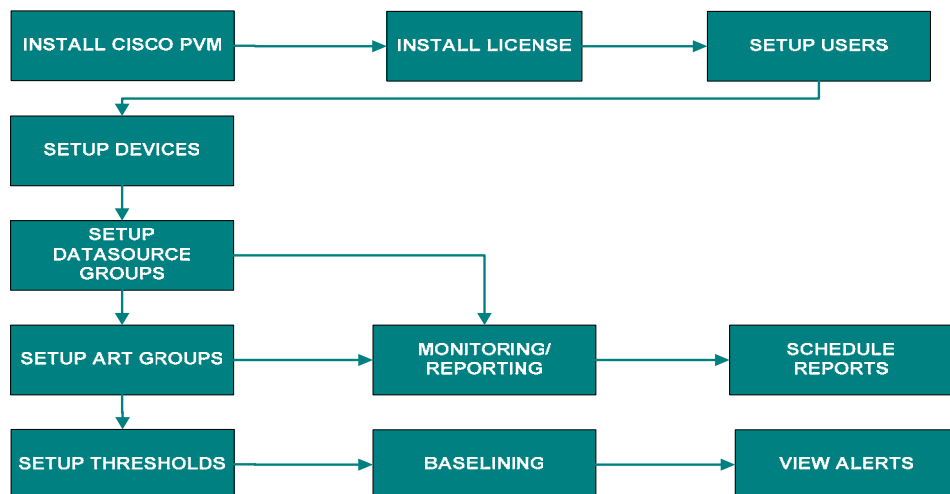 INSTALL CISCO PVM
INSTALL LICENSE
SETUP USERS
SETUP DEVICES
SETUP
DATASOURCE
GROUPS
SETUP ART GROUPS
MONITORING/
REPORTING
SCHEDULE
REPORTS
SETUP THRESHOLDS
BASELINING
VIEW ALERTS